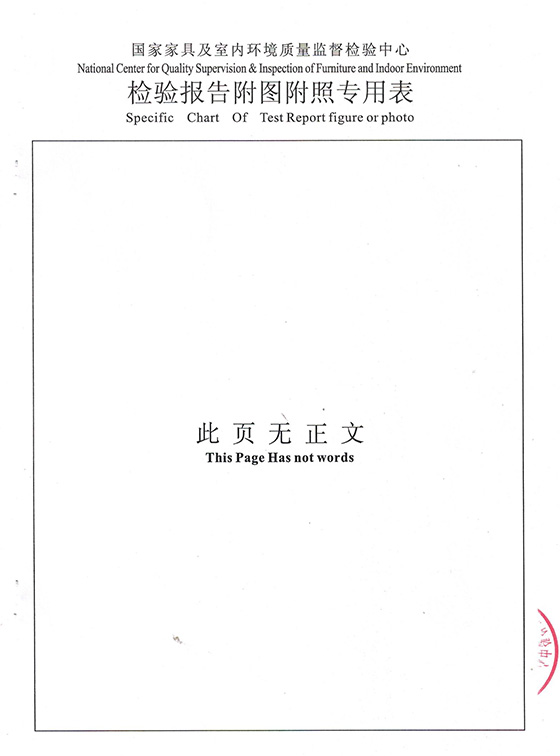 国家家具及室内环境质量监督检验中心
National Center for Quality Supervision & Inspection of Furniture and Indoor Environment
检验报告附图附照专用表
Specific Chart Of Test Report figure or photo
此页无正文
This Page Has not words